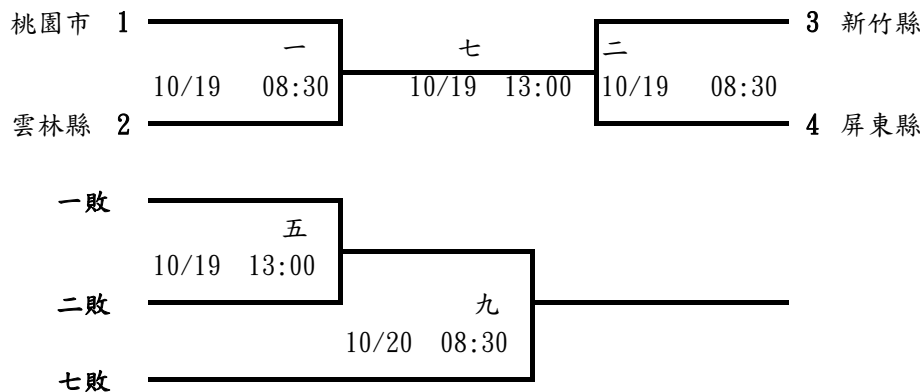 桃園市 1 3 新竹縣
一 七 二
10/19 08:30 10/19 13:00 10/19 08:30
雲林縣 2 4 屏東縣
一敗
五
10/19 13:00
二敗
九
10/20 08:30
七敗